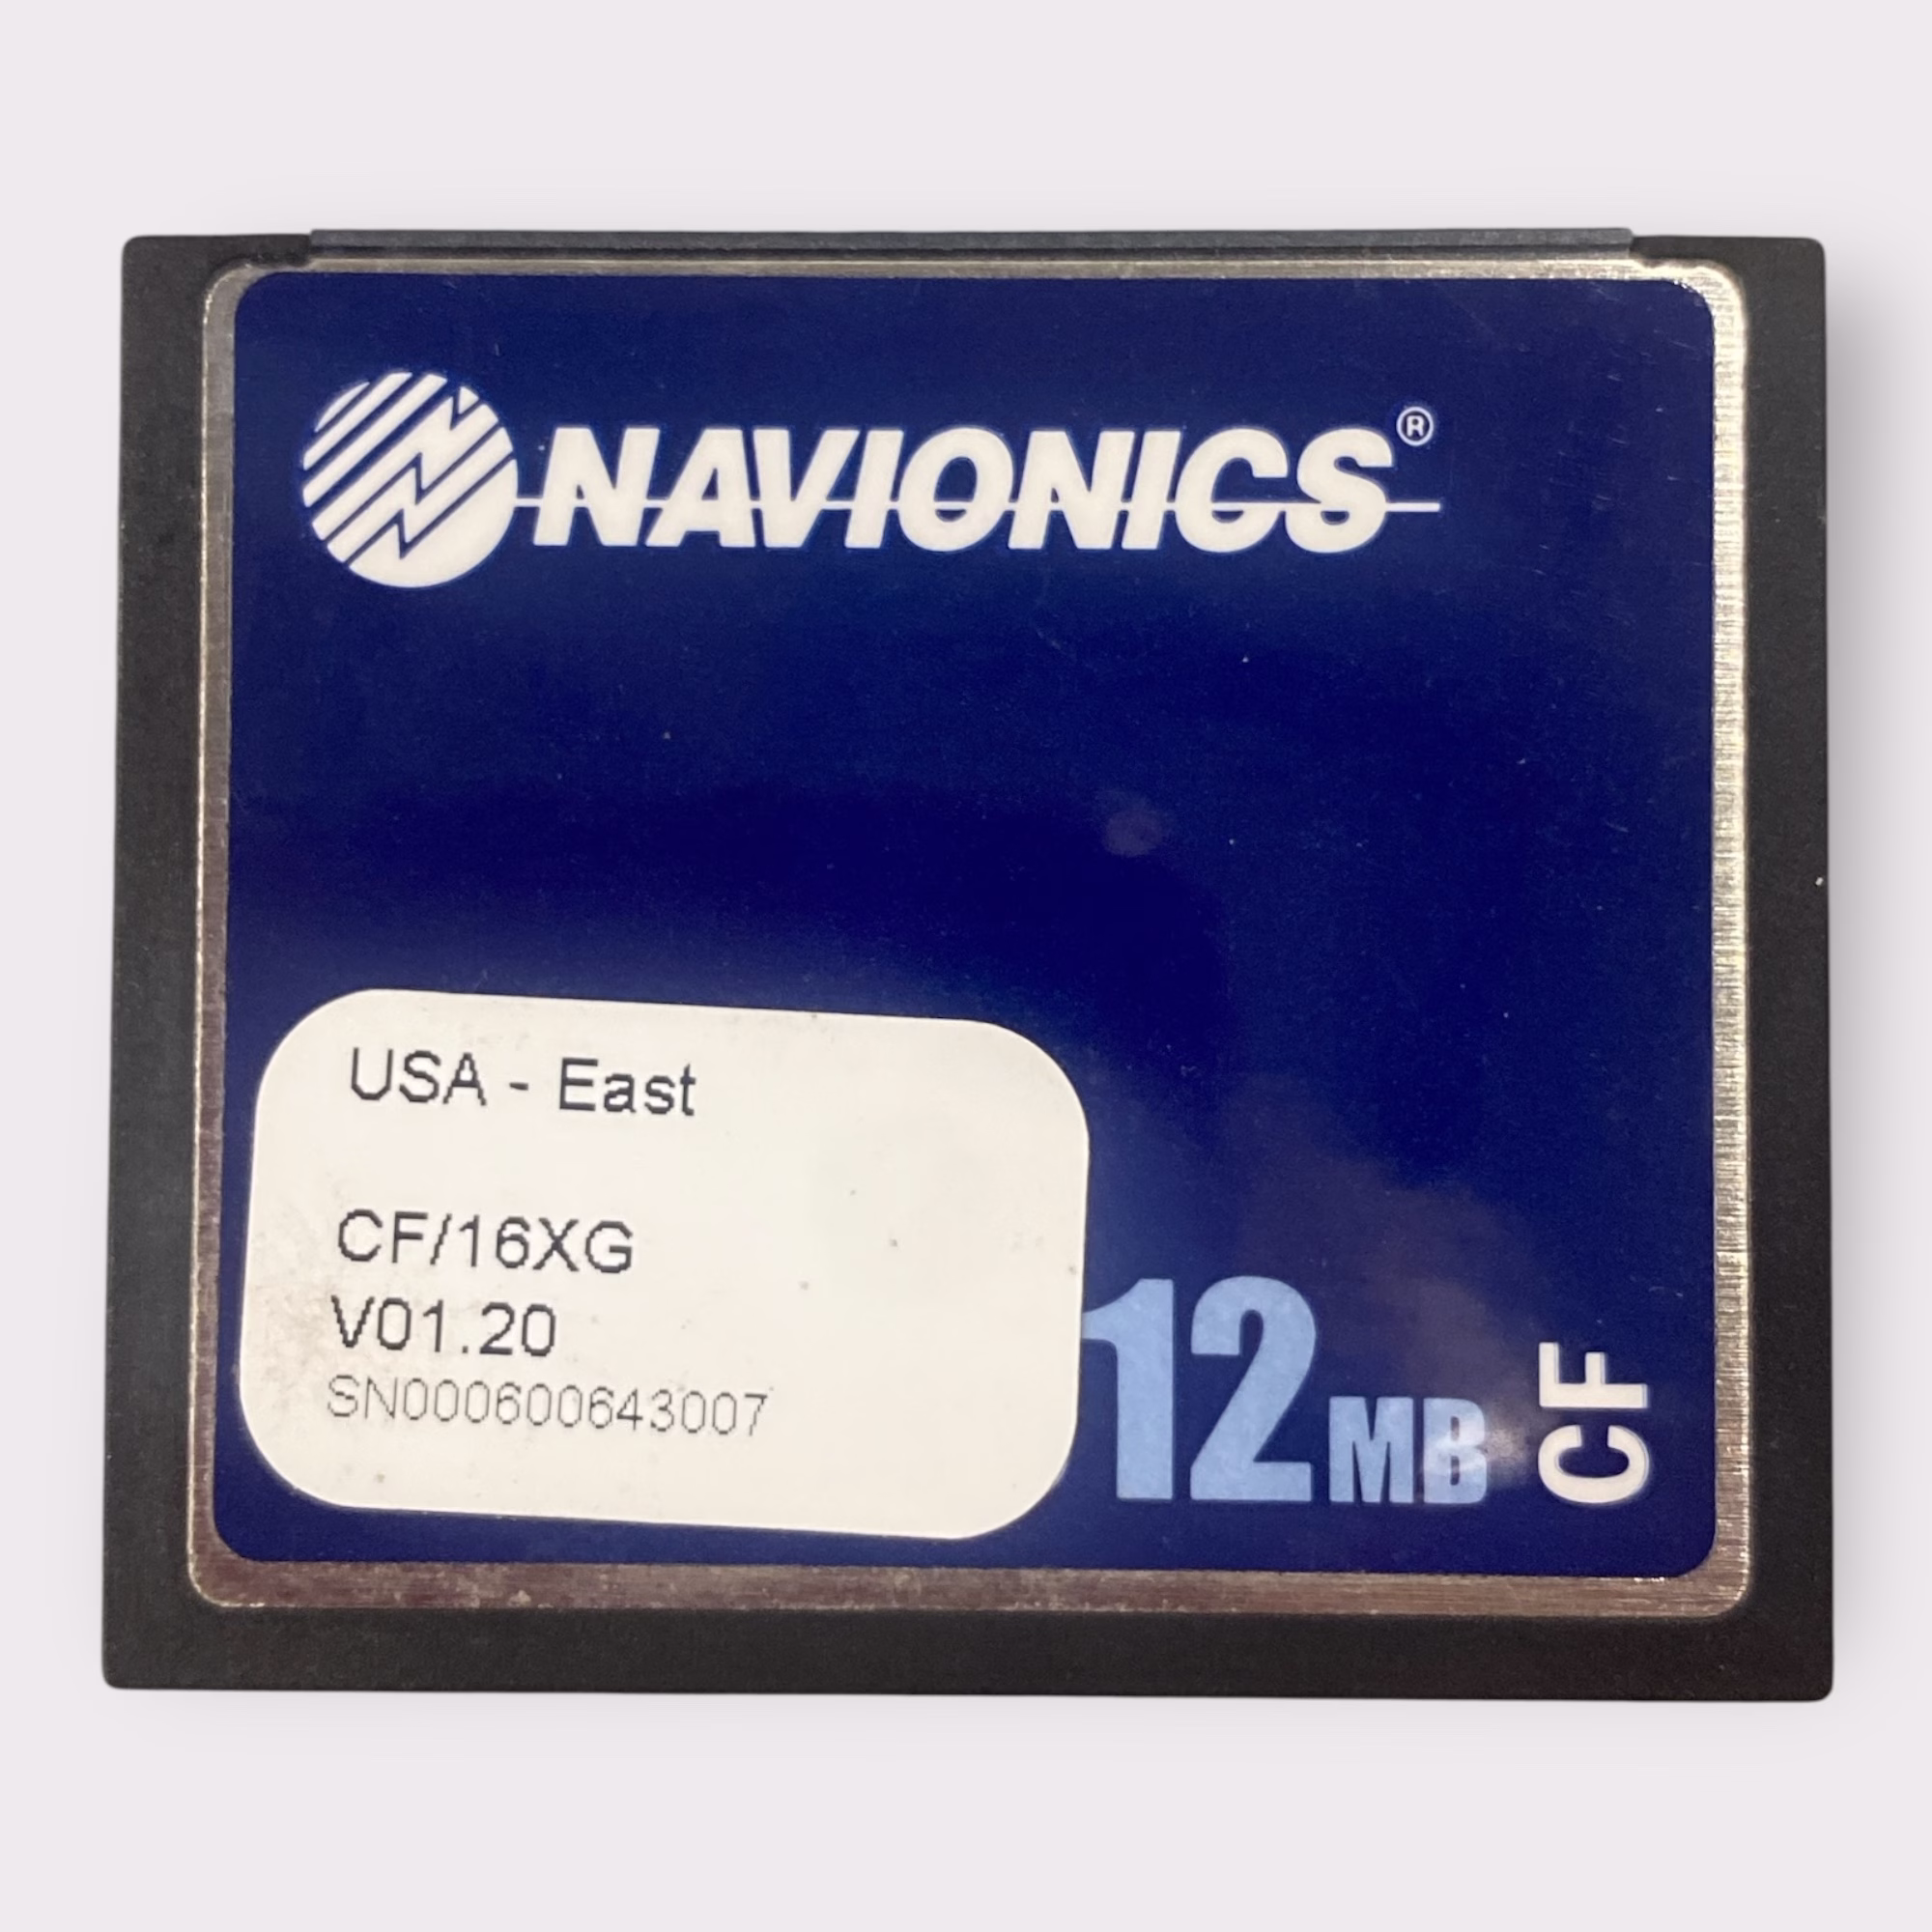 NAVIONICS®
USA - East
CF/16XG
V01.20
SN000600643007
12MB
CF